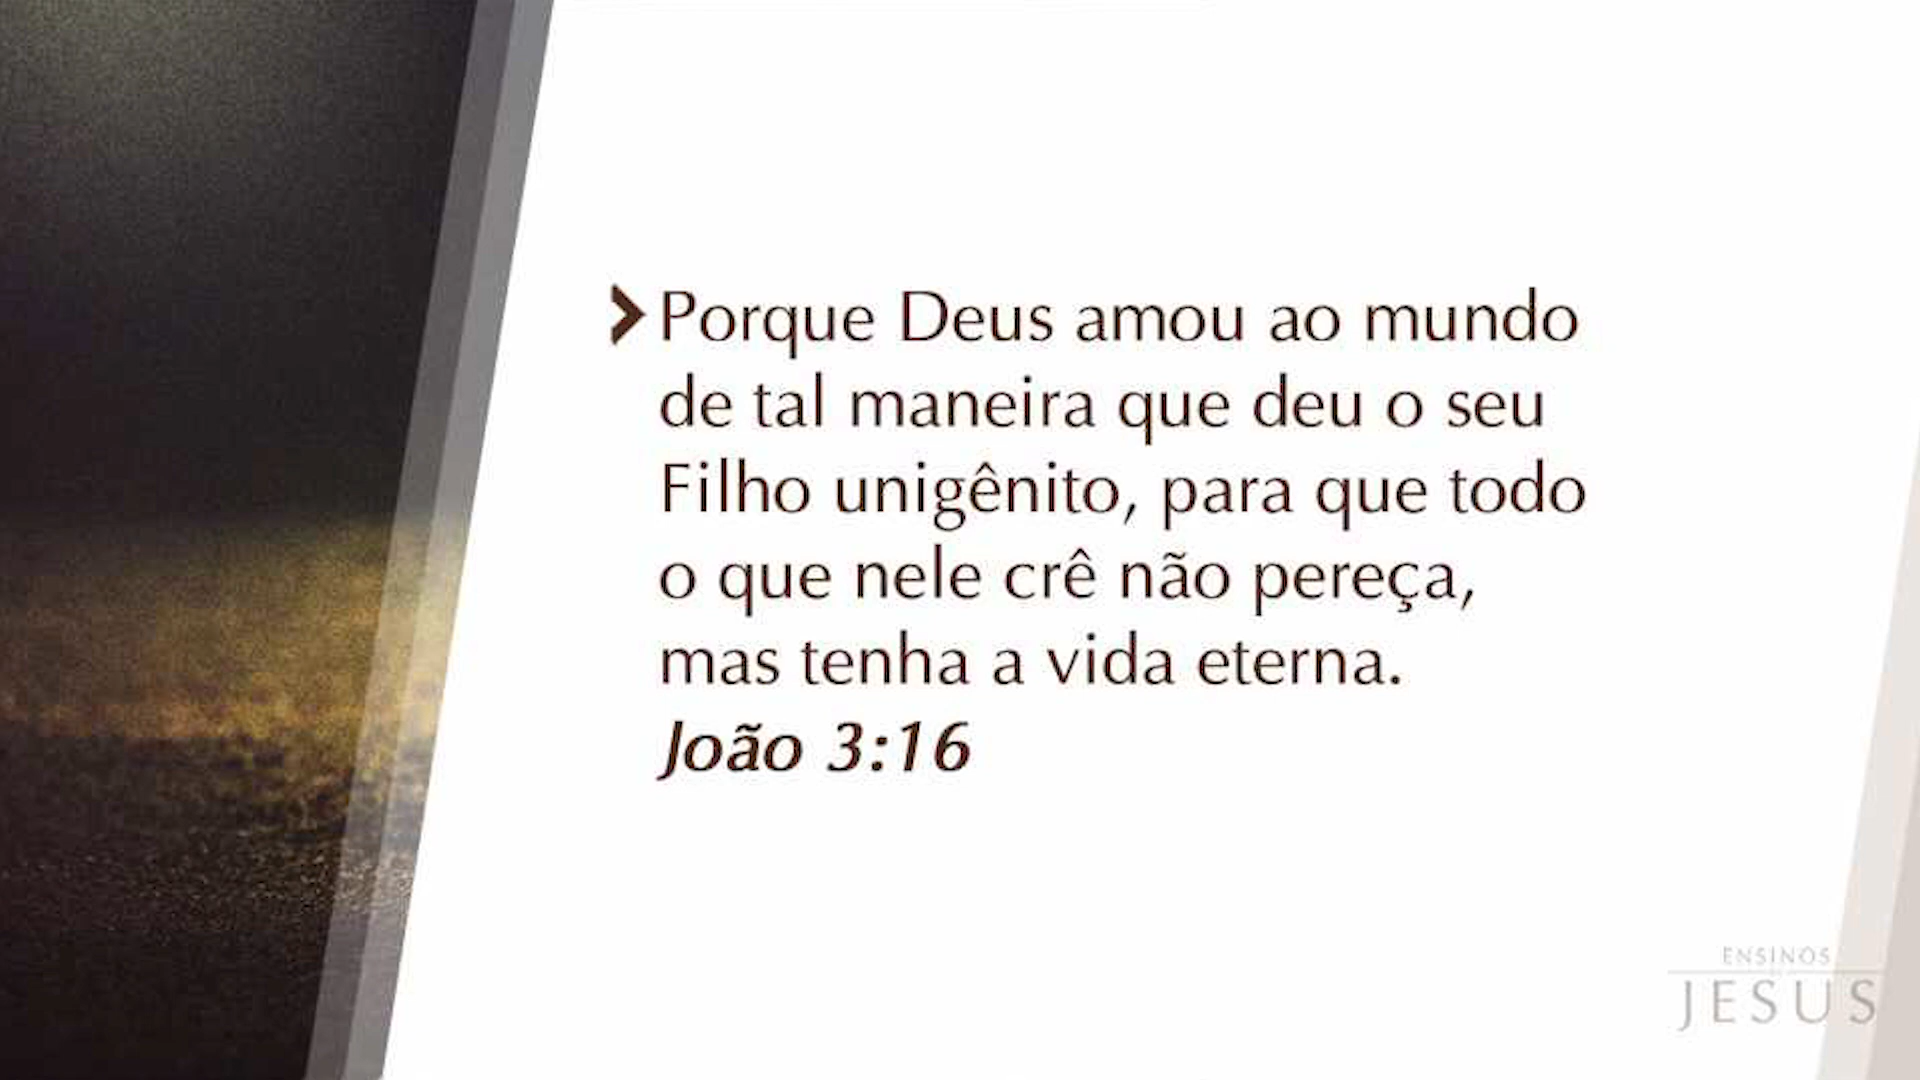 Porque Deus amou ao mundo
de tal maneira que deu o seu
Filho unigênito, para que todo
o que nele crê não pereça,
mas tenha a vida eterna.
João 3:16
ENSINOS
JESUS